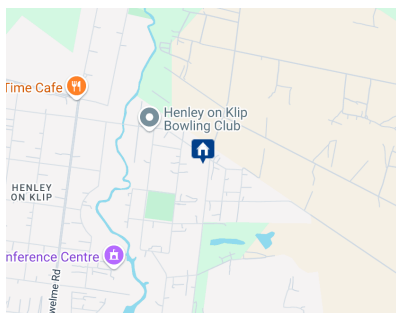 Time Cafe
Henley on Klip
Bowling Club
HENLEY
ON KLIP
nference Centre
welme Rd